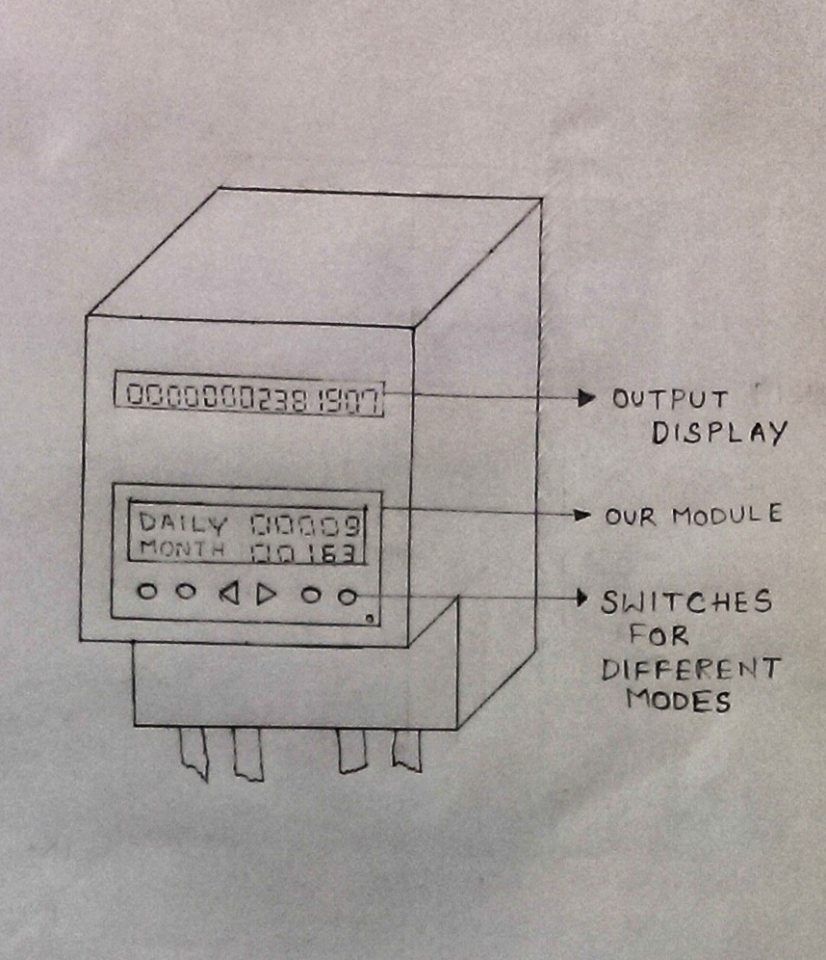 00000002381907
OUTPUT
DISPLAY
DAILY 00009
MONTH 00163
OUR MODULE
SWITCHES
FOR
DIFFERENT
MODES